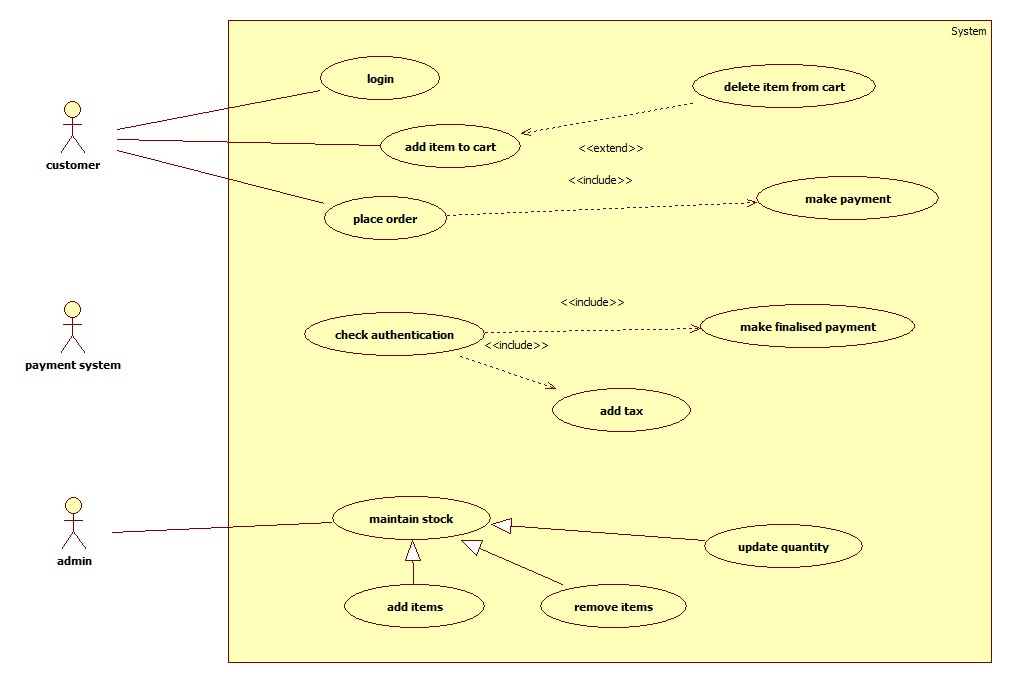 System
login
delete item from cart
add item to cart
<<extend>>
customer
<<include>>
make payment
place order
<<include>>
make finalised payment
check authentication
<<include>>
payment system
add tax
maintain stock
update quantity
admin
add items
remove items